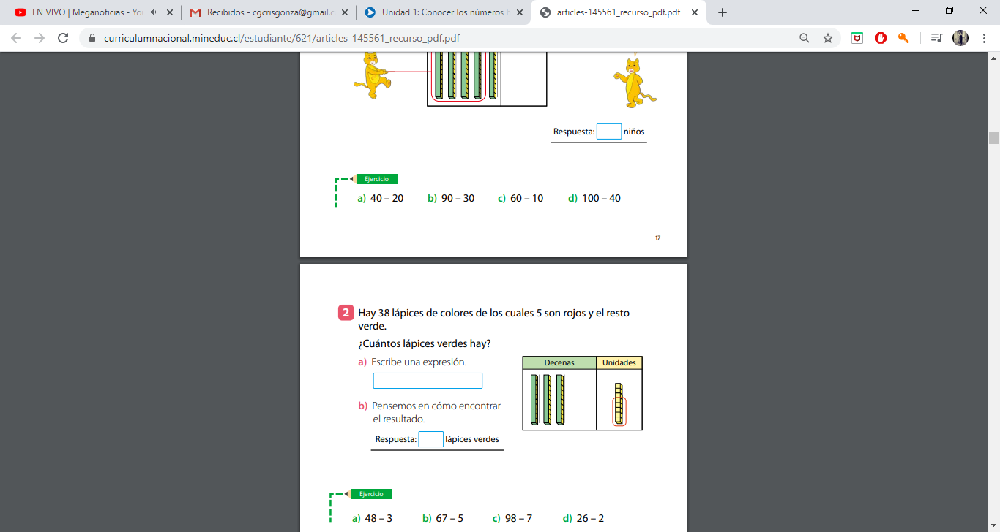 EN VIVO | Meganoticias - You
Recibidos - cgcrisgonza@gmail.c
Unidad 1: Conocer los números h
articles-145561_recurso_pdf.pdf
curriculumnacional.mineduc.cl/estudiante/621/articles-145561_recurso_pdf.pdf
Respuesta: niños
Ejercicio
a) 40 – 20 b) 90 – 30 c) 60 – 10 d) 100 – 40
17
2 Hay 38 lápices de colores de los cuales 5 son rojos y el resto
verde.
¿Cuántos lápices verdes hay?
a) Escribe una expresión.
Decenas Unidades
b) Pensemos en cómo encontrar
el resultado.
Respuesta: lápices verdes
Ejercicio
a) 48 – 3 b) 67 – 5 c) 98 – 7 d) 26 – 2